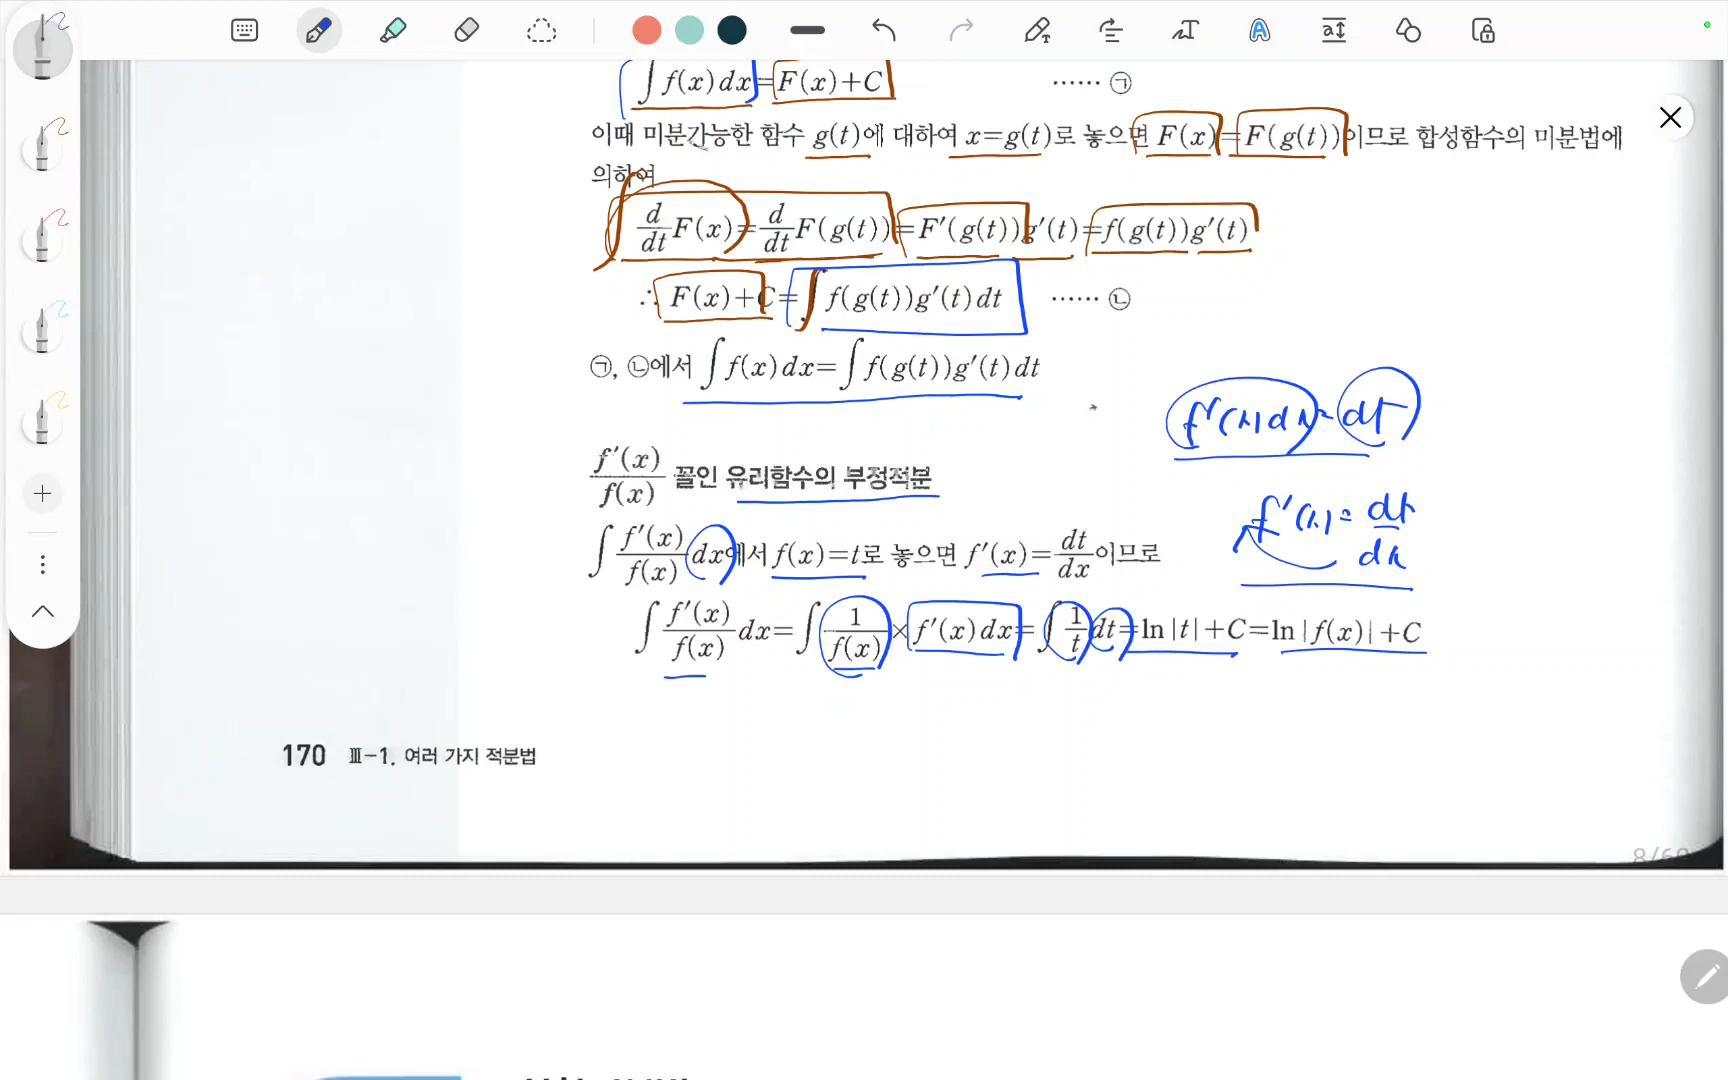 ∫f(x)dx=F(x)+C ...... ㉠
이때 미분가능한 함수 g(t)에 대하여 x=g(t)로 놓으면 F(x)=F(g(t))이므로 합성함수의 미분법에
의하여
d/dt F(x)=d/dt F(g(t))=F′(g(t))g′(t)=f(g(t))g′(t)
∴ F(x)+C=∫f(g(t))g′(t)dt ...... ㉡
㉠, ㉡에서 ∫f(x)dx=∫f(g(t))g′(t)dt
f′(x)dx=dt
f′(x)/f(x) 꼴인 유리함수의 부정적분
f′(x)=dt/dx
∫f′(x)/f(x) dx에서 f(x)=t로 놓으면 f′(x)=dt/dx이므로
∫f′(x)/f(x) dx=∫1/f(x)×f′(x)dx=∫1/t dt=ln|t|+C=ln|f(x)|+C
170 Ⅲ-1. 여러 가지 적분법